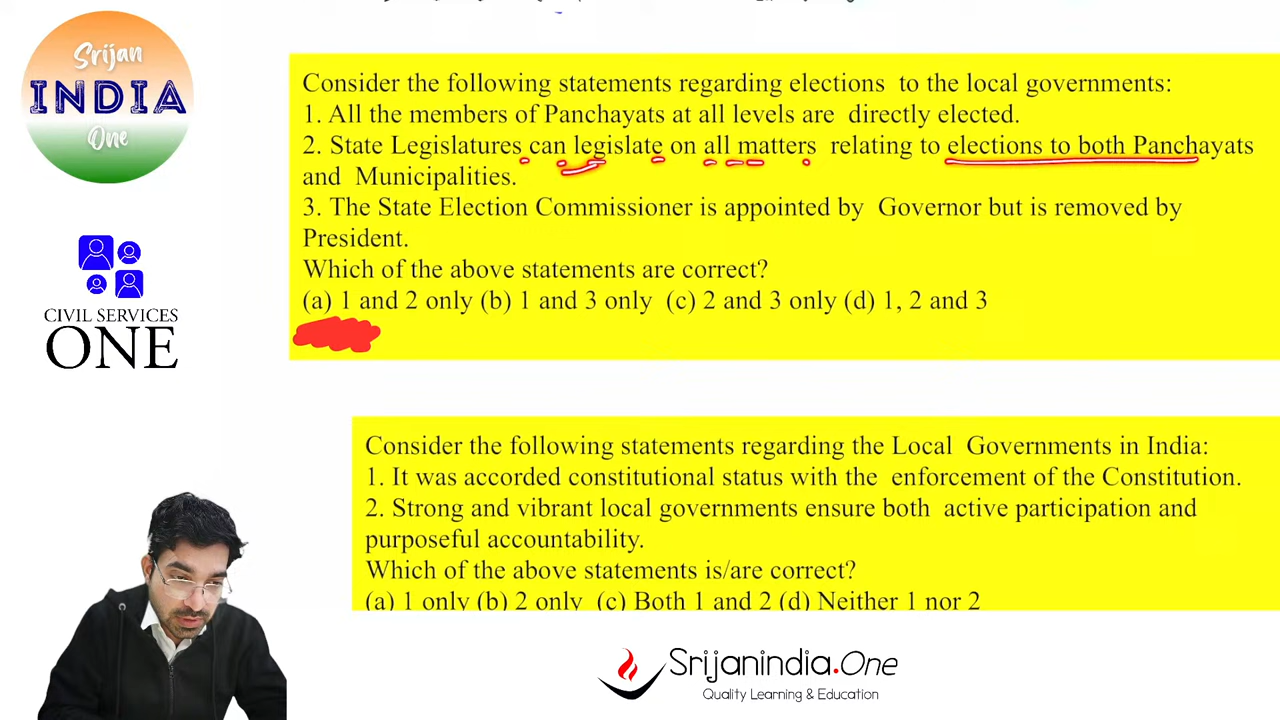 Srijan
INDIA
One
Consider the following statements regarding elections to the local governments:
1. All the members of Panchayats at all levels are directly elected.
2. State Legislatures can legislate on all matters relating to elections to both Panchayats
and Municipalities.
3. The State Election Commissioner is appointed by Governor but is removed by
President.
Which of the above statements are correct?
(a) 1 and 2 only (b) 1 and 3 only (c) 2 and 3 only (d) 1, 2 and 3
CIVIL SERVICES
ONE
Consider the following statements regarding the Local Governments in India:
1. It was accorded constitutional status with the enforcement of the Constitution.
2. Strong and vibrant local governments ensure both active participation and
purposeful accountability.
Which of the above statements is/are correct?
(a) 1 only (b) 2 only (c) Both 1 and 2 (d) Neither 1 nor 2
Srijanindia.One
Quality Learning & Education